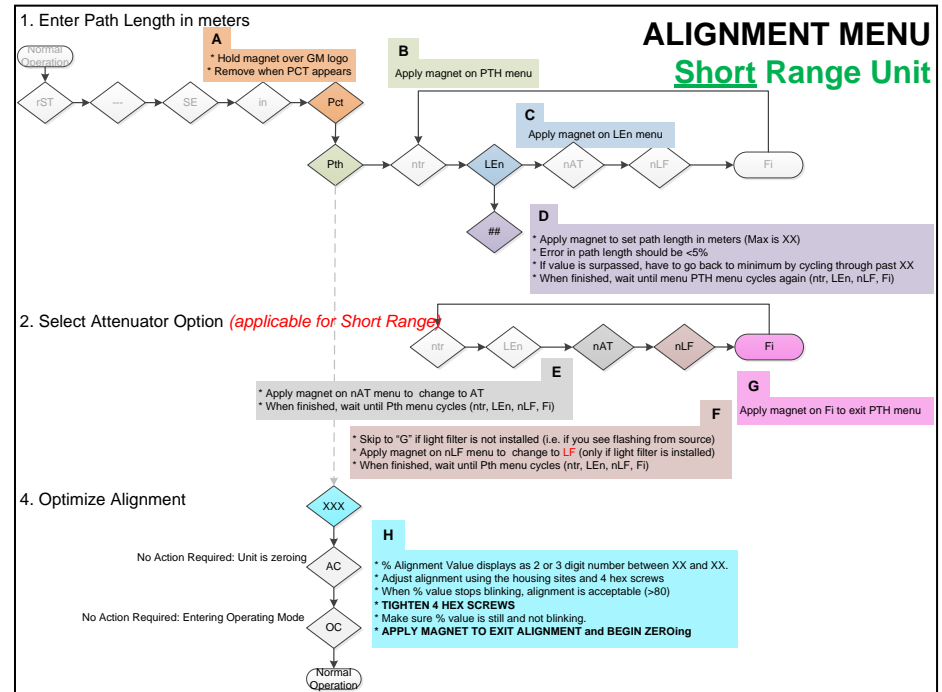 1. Enter Path Length in meters
ALIGNMENT MENU
Short Range Unit
Normal
Operation
A
* Hold magnet over GM logo
* Remove when PCT appears
B
Apply magnet on PTH menu
rST
---
SE
in
Pct
C
Apply magnet on LEn menu
Pth
ntr
LEn
nAT
nLF
Fi
##
D
* Apply magnet to set path length in meters (Max is XX)
* Error in path length should be <5%
* If value is surpassed, have to go back to minimum by cycling through past XX
* When finished, wait until menu PTH menu cycles again (ntr, LEn, nLF, Fi)
2. Select Attenuator Option (applicable for Short Range)
ntr
LEn
nAT
nLF
Fi
E
* Apply magnet on nAT menu to change to AT
* When finished, wait until Pth menu cycles (ntr, LEn, nLF, Fi)
G
Apply magnet on Fi to exit PTH menu
F
* Skip to “G” if light filter is not installed (i.e. if you see flashing from source)
* Apply magnet on nLF menu to change to LF (only if light filter is installed)
* When finished, wait until Pth menu cycles (ntr, LEn, nLF, Fi)
4. Optimize Alignment
XXX
No Action Required: Unit is zeroing
AC
No Action Required: Entering Operating Mode
OC
Normal
Operation
H
* % Alignment Value displays as 2 or 3 digit number between XX and XX.
* Adjust alignment using the housing sites and 4 hex screws
* When % value stops blinking, alignment is acceptable (>80)
* TIGHTEN 4 HEX SCREWS
* Make sure % value is still and not blinking.
* APPLY MAGNET TO EXIT ALIGNMENT and BEGIN ZEROing